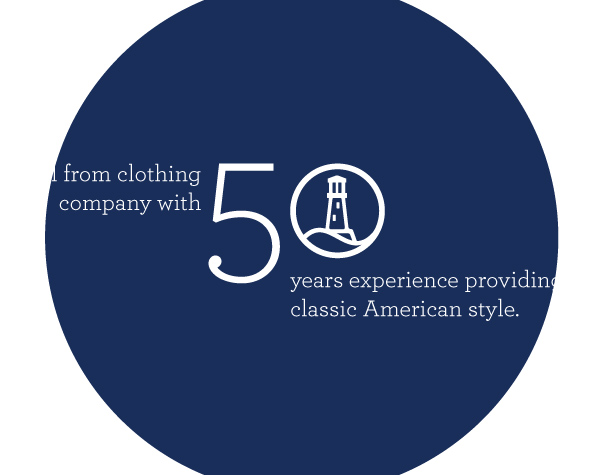 from clothing
company with
50
years experience providing
classic American style.